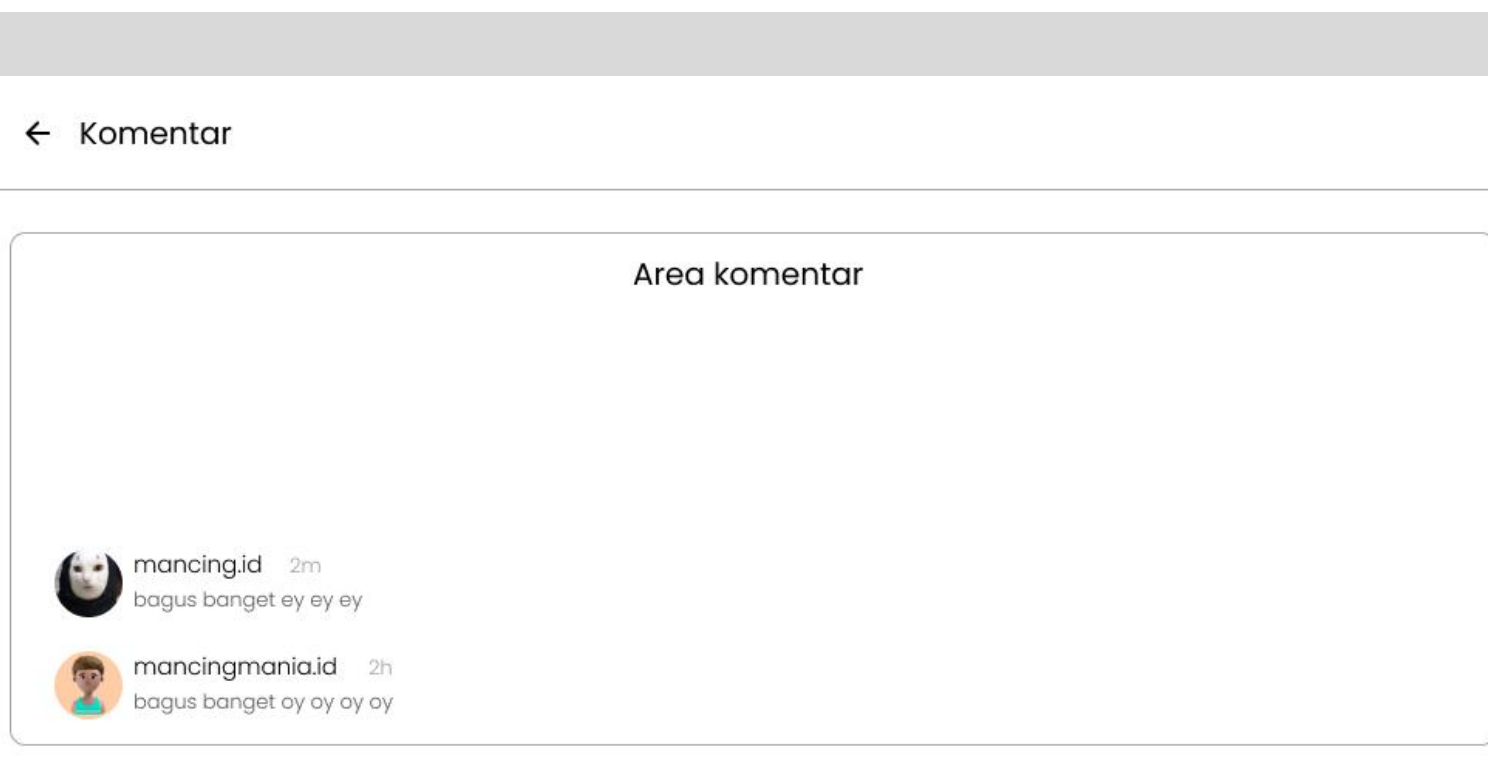 Komentar
Area komentar
mancing.id 2m
bagus banget ey ey ey
mancingmania.id 2h
bagus banget oy oy oy oy